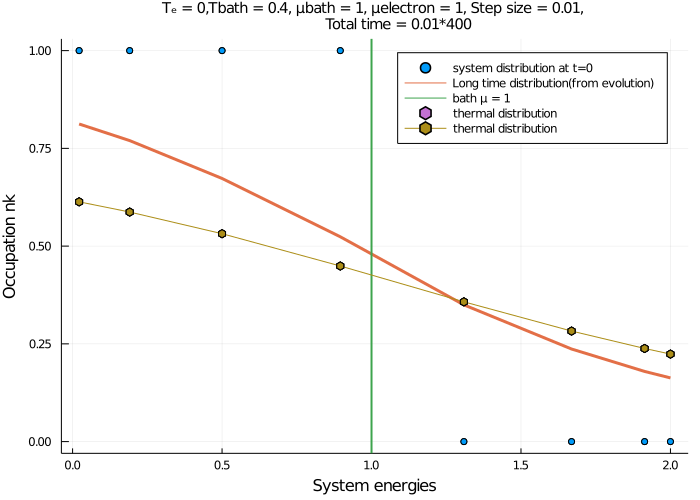 Tₑ = 0,Tbath = 0.4, μbath = 1, μelectron = 1, Step size = 0.01,
Total time = 0.01*400
system distribution at t=0
Long time distribution(from evolution)
bath μ = 1
thermal distribution
thermal distribution
Occupation nk
1.00
0.75
0.50
0.25
0.00
0.0 0.5 1.0 1.5 2.0
System energies